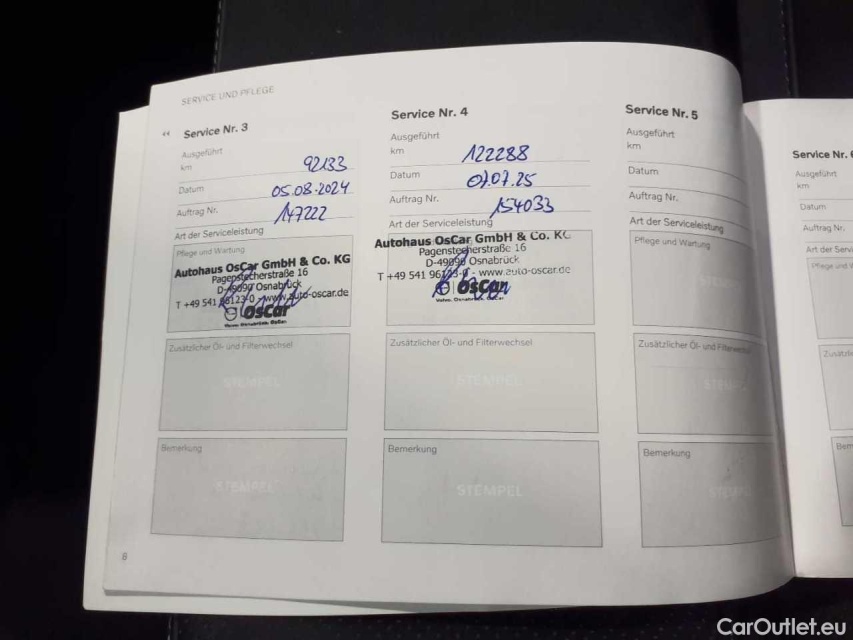 SERVICE UND PFLEGE
Service Nr. 3
Ausgeführt
km 92133
Datum 05.08.2024
Auftrag Nr. 147222
Art der Serviceleistung
Pflege und Wartung
Autohaus OsCar GmbH & Co. KG
Pagenstecherstraße 16
D-49090 Osnabrück
T +49 541 96123-0 - www.auto-oscar.de
OsCar
Zusätzlicher Öl- und Filterwechsel
STEMPEL
Bemerkung
STEMPEL
8
Service Nr. 4
Ausgeführt
km 122288
Datum 07.07.25
Auftrag Nr. 154033
Art der Serviceleistung
Autohaus OsCar GmbH & Co. KG
Pagenstecherstraße 16
D-49090 Osnabrück
T +49 541 96123-0 - www.auto-oscar.de
OsCar
Zusätzlicher Öl- und Filterwechsel
STEMPEL
Bemerkung
STEMPEL
Service Nr. 5
Ausgeführt
km
Datum
Auftrag Nr.
Art der Serviceleistung
Pflege und Wartung
STEMPEL
Zusätzlicher Öl- und Filterwechsel
Bemerkung
Service Nr.
Ausgeführt
km
Datum
Auftrag Nr.
Art der
CarOutlet.eu